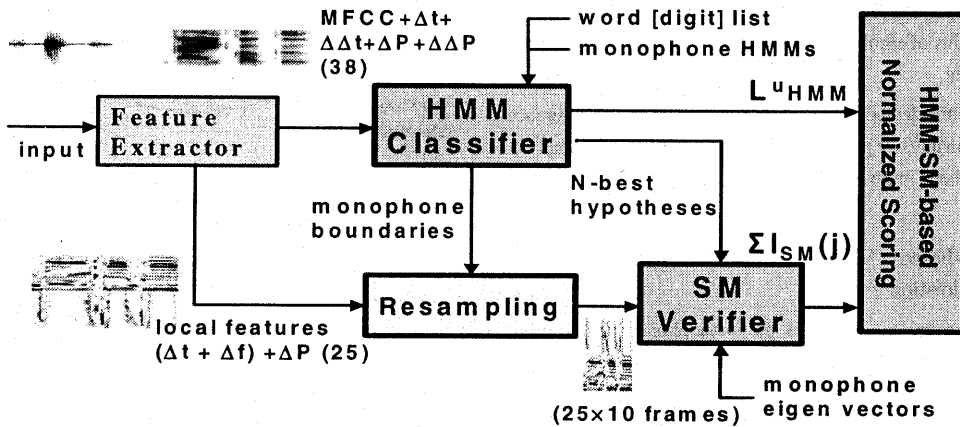 MFCC+Δt+
ΔΔt+ΔP+ΔΔP
(38)
word [digit] list
monophone HMMs
input
Feature
Extractor
HMM
Classifier
L^u HMM
N-best
hypotheses
monophone
boundaries
Resampling
ΣI_SM(j)
SM
Verifier
HMM-SM-based
Normalized Scoring
local features
(Δt + Δf) +ΔP (25)
(25×10 frames)
monophone
eigen vectors